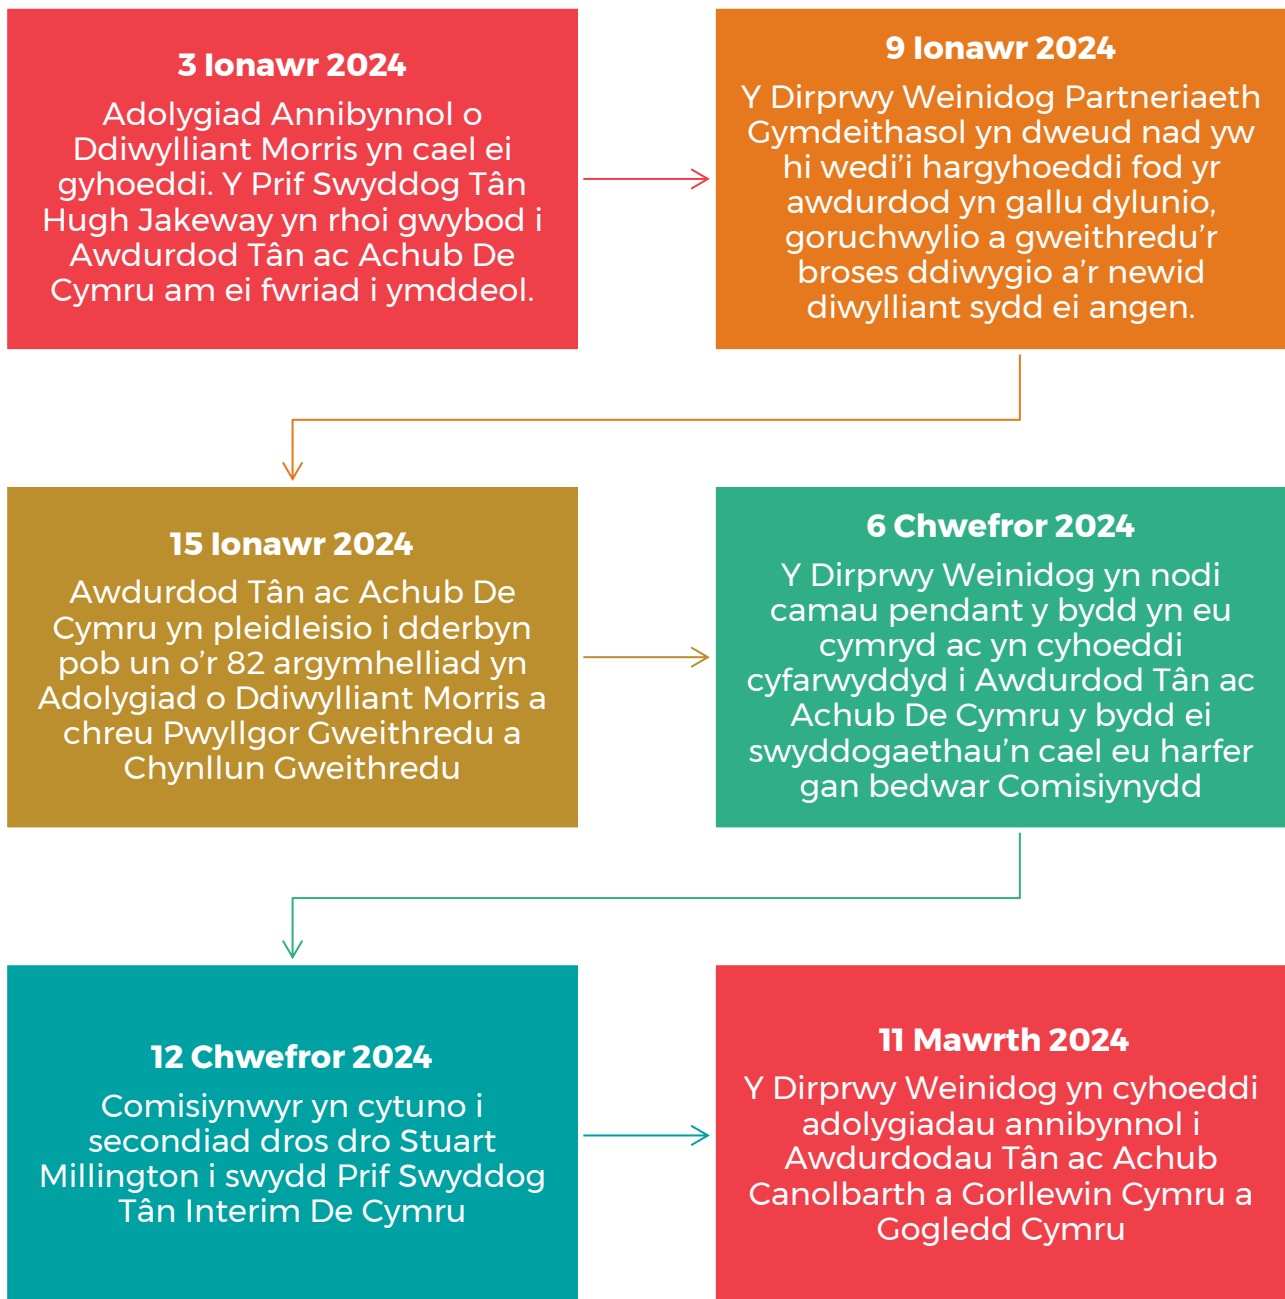 3 Ionawr 2024
Adolygiad Annibynnol o
Ddiwylliant Morris yn cael ei
gyhoeddi. Y Prif Swyddog Tân
Hugh Jakeway yn rhoi gwybod i
Awdurdod Tân ac Achub De
Cymru am ei fwriad i ymddeol.
9 Ionawr 2024
Y Dirprwy Weinidog Partneriaeth
Gymdeithasol yn dweud nad yw
hi wedi’i hargyhoeddi fod yr
awdurdod yn gallu dylunio,
goruchwylio a gweithredu’r
broses ddiwygio a’r newid
diwylliant sydd ei angen.
15 Ionawr 2024
Awdurdod Tân ac Achub De
Cymru yn pleidleisio i dderbyn
pob un o’r 82 argymhelliad yn
Adolygiad o Ddiwylliant Morris a
chreu Pwyllgor Gweithredu a
Chynllun Gweithredu
6 Chwefror 2024
Y Dirprwy Weinidog yn nodi
camau pendant y bydd yn eu
cymryd ac yn cyhoeddi
cyfarwyddyd i Awdurdod Tân ac
Achub De Cymru y bydd ei
swyddogaethau’n cael eu harfer
gan bedwar Comisiynydd
12 Chwefror 2024
Comisiynwyr yn cytuno i
secondiad dros dro Stuart
Millington i swydd Prif Swyddog
Tân Interim De Cymru
11 Mawrth 2024
Y Dirprwy Weinidog yn cyhoeddi
adolygiadau annibynnol i
Awdurdodau Tân ac Achub
Canolbarth a Gorllewin Cymru a
Gogledd Cymru